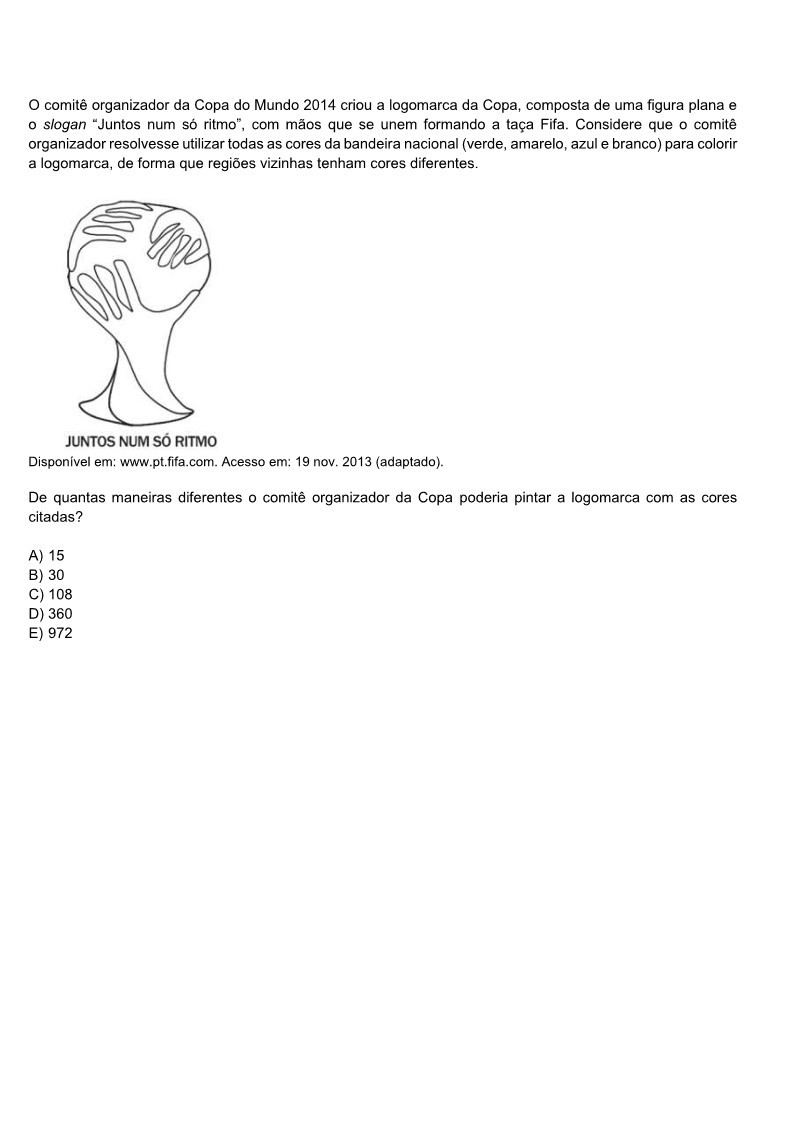 O comitê organizador da Copa do Mundo 2014 criou a logomarca da Copa, composta de uma figura plana e
o slogan “Juntos num só ritmo”, com mãos que se unem formando a taça Fifa. Considere que o comitê
organizador resolvesse utilizar todas as cores da bandeira nacional (verde, amarelo, azul e branco) para colorir
a logomarca, de forma que regiões vizinhas tenham cores diferentes.
JUNTOS NUM SÓ RITMO
Disponível em: www.pt.fifa.com. Acesso em: 19 nov. 2013 (adaptado).
De quantas maneiras diferentes o comitê organizador da Copa poderia pintar a logomarca com as cores
citadas?
A) 15
B) 30
C) 108
D) 360
E) 972